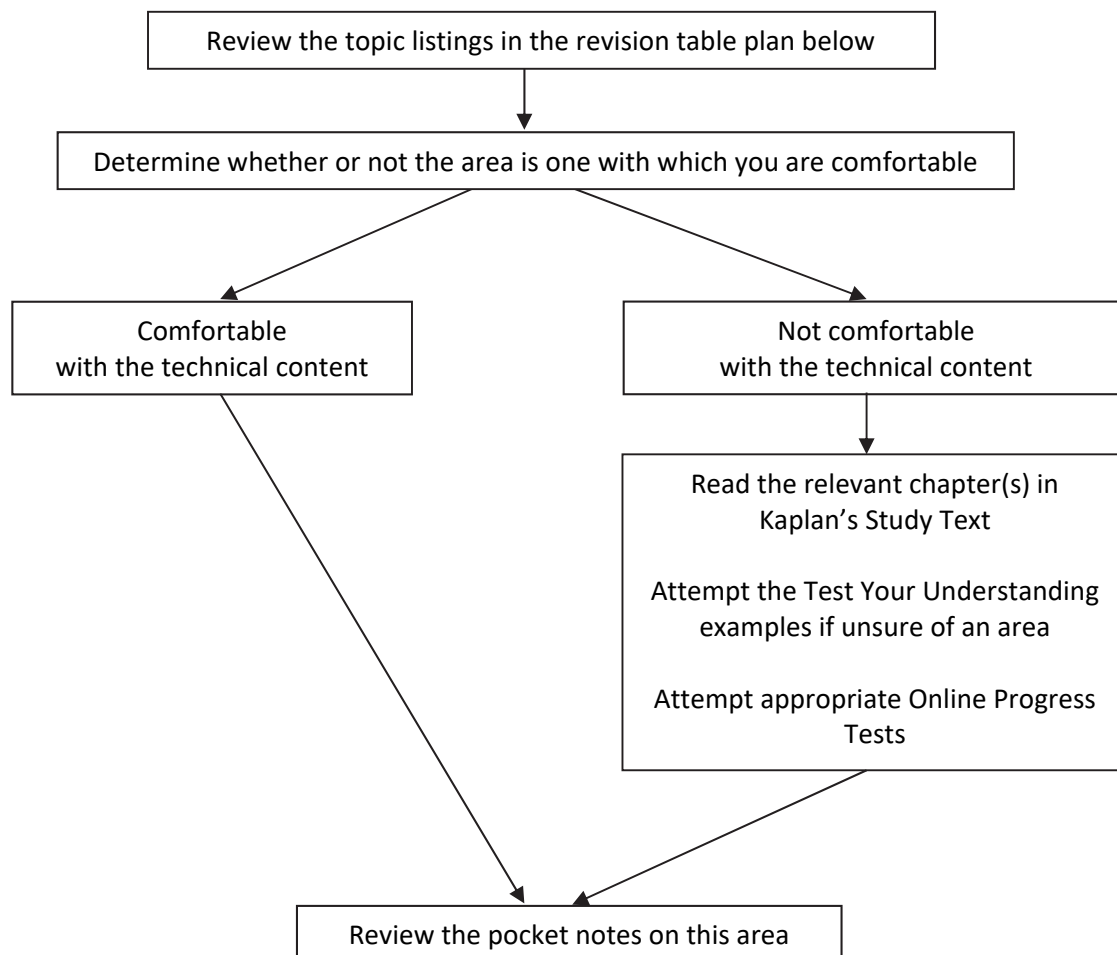 Review the topic listings in the revision table plan below
Determine whether or not the area is one with which you are comfortable
Comfortable
with the technical content
Not comfortable
with the technical content
Read the relevant chapter(s) in
Kaplan’s Study Text
Attempt the Test Your Understanding
examples if unsure of an area
Attempt appropriate Online Progress
Tests
Review the pocket notes on this area